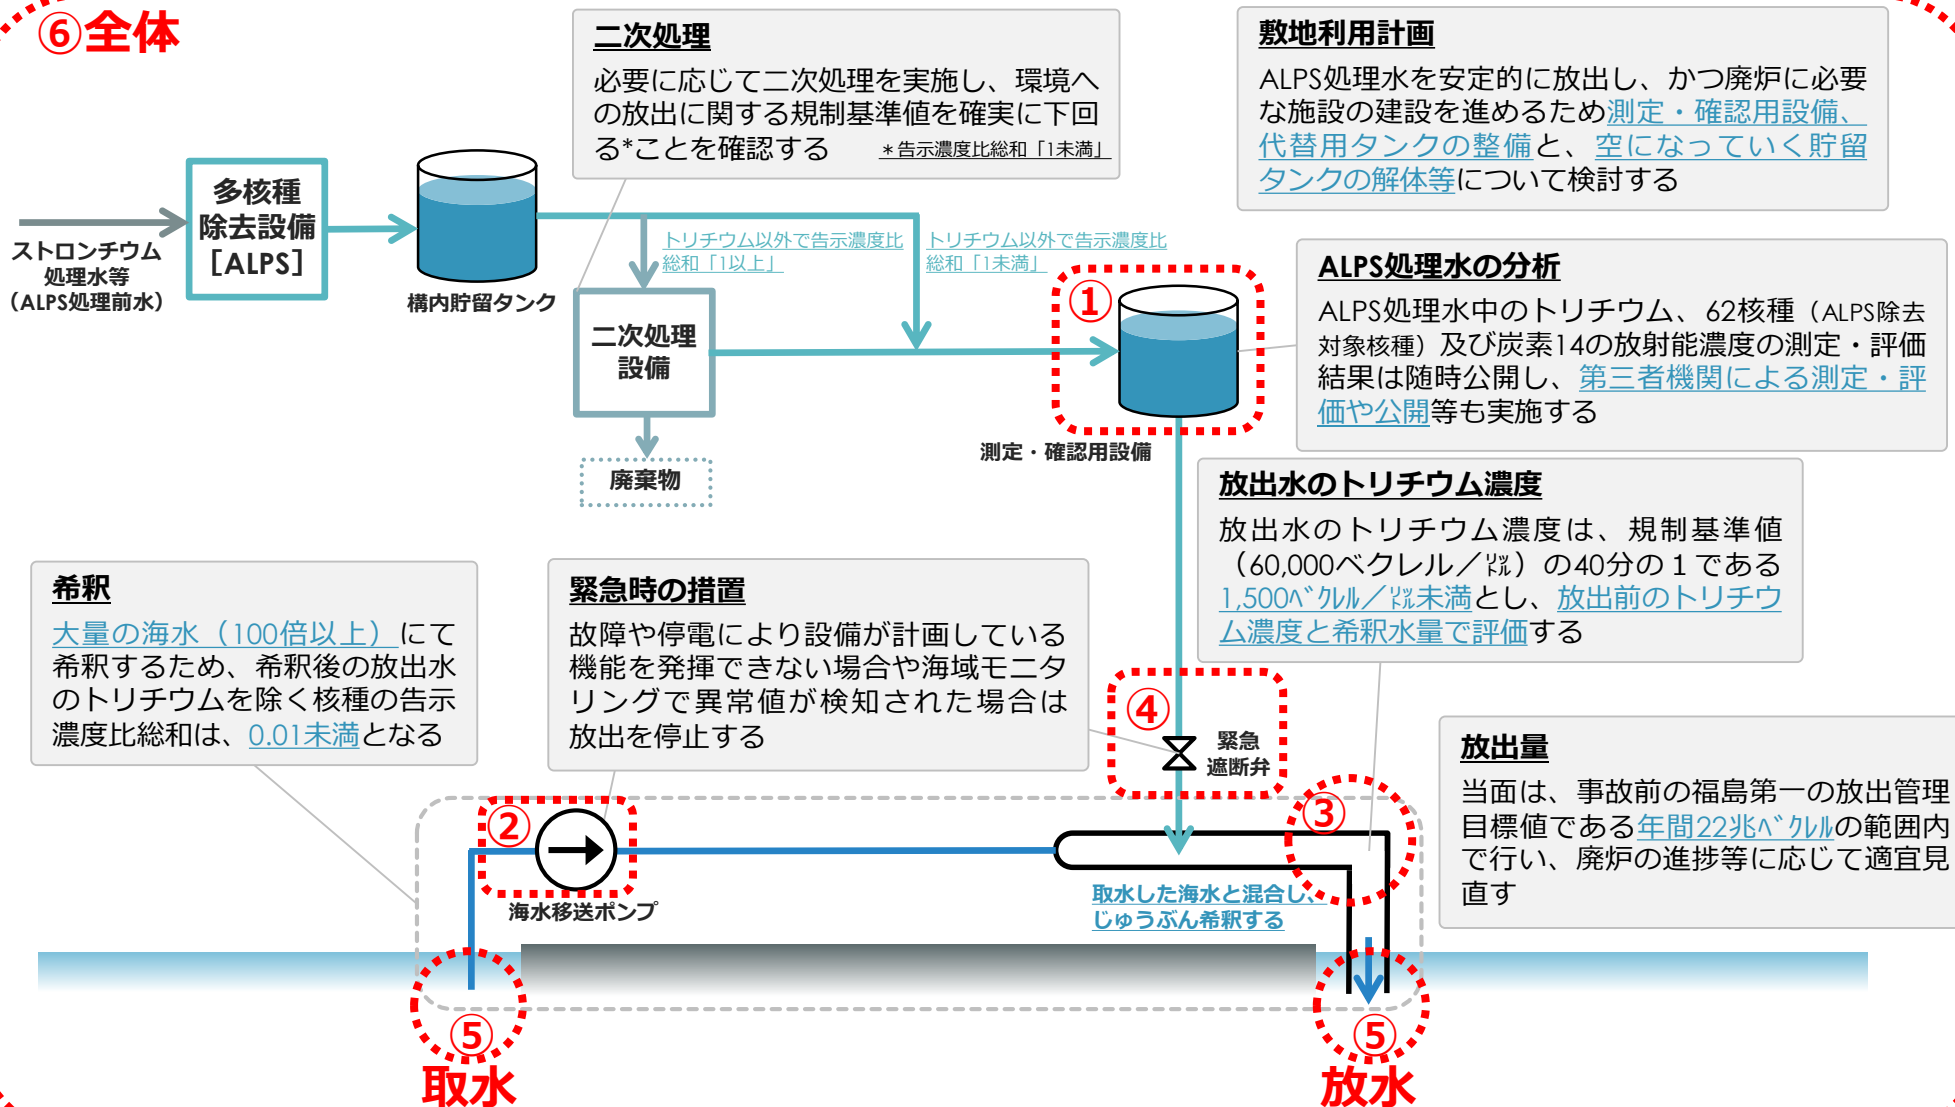 ⑥全体
二次処理
必要に応じて二次処理を実施し、環境へ
の放出に関する規制基準値を確実に下回
る*ことを確認する
＊告示濃度比総和「1未満」
敷地利用計画
ALPS処理水を安定的に放出し、かつ廃炉に必要
な施設の建設を進めるため測定・確認用設備、
代替用タンクの整備と、空になっていく貯留
タンクの解体等について検討する
多核種
除去設備
［ALPS］
ストロンチウム
処理水等
（ALPS処理前水）
構内貯留タンク
トリチウム以外で告示濃度比
総和「1以上」
トリチウム以外で告示濃度比
総和「1未満」
二次処理
設備
廃棄物
①
測定・確認用設備
ALPS処理水の分析
ALPS処理水中のトリチウム、62核種（ALPS除去
対象核種）及び炭素14の放射能濃度の測定・評価
結果は随時公開し、第三者機関による測定・評
価や公開等も実施する
放出水のトリチウム濃度
放出水のトリチウム濃度は、規制基準値
（60,000ベクレル／㍑）の40分の１である
1,500ﾍﾞｸﾚﾙ／㍑未満とし、放出前のトリチウ
ム濃度と希釈水量で評価する
希釈
大量の海水（100倍以上）にて
希釈するため、希釈後の放出水
のトリチウムを除く核種の告示
濃度比総和は、0.01未満となる
緊急時の措置
故障や停電により設備が計画している
機能を発揮できない場合や海域モニタ
リングで異常値が検知された場合は
放出を停止する
④
緊急
遮断弁
放出量
当面は、事故前の福島第一の放出管理
目標値である年間22兆ﾍﾞｸﾚﾙの範囲内
で行い、廃炉の進捗等に応じて適宜見
直す
②
海水移送ポンプ
③
取水した海水と混合し、
じゅうぶん希釈する
⑤
取水
⑤
放水